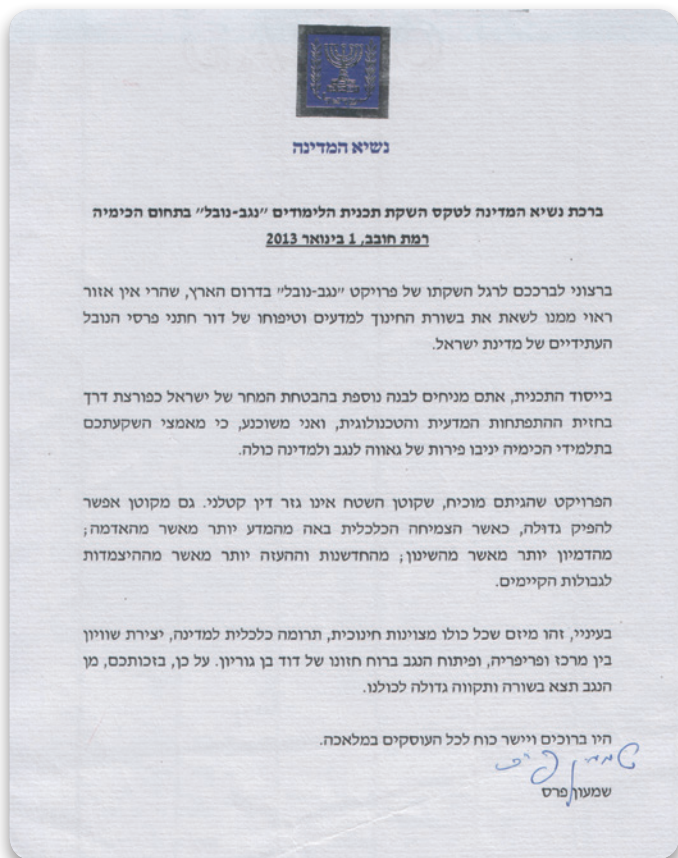 נשיא המדינה
ברכת נשיא המדינה לטקס השקת תכנית הלימודים "נגב-נובל" בתחום הכימיה
רמת חובב, 1 בינואר 2013
ברצוני לברככם לרגל השקתו של פרויקט "נגב-נובל" בדרום הארץ, שהרי אין אזור
ראוי ממנו לשאת את בשורת החינוך למדעים וטיפוחו של דור חתני פרסי הנובל
העתידיים של מדינת ישראל.
בייסוד התכנית, אתם מניחים לבנה נוספת בהבטחת המחר של ישראל כפורצת דרך
בחזית ההתפתחות המדעית והטכנולוגית, ואני משוכנע, כי מאמצי השקעתכם
בתלמידי הכימיה יניבו פירות של גאווה לנגב ולמדינה כולה.
הפרויקט שהגיתם מוכיח, שקוטן השטח אינו גזר דין קטלני. גם מקוטן אפשר
להפיק גדולה, כאשר הצמיחה הכלכלית באה מהמדע יותר מאשר מהאדמה;
מהדמיון יותר מאשר מהשינון; מהחדשנות וההעזה יותר מאשר מההיצמדות
לגבולות הקיימים.
בעיניי, זהו מיזם שכל כולו מצוינות חינוכית, תרומה כלכלית למדינה, יצירת שוויון
בין מרכז ופריפריה, ופיתוח הנגב ברוח חזונו של דוד בן גוריון. על כן, בזכותכם, מן
הנגב תצא בשורה ותקווה גדולה לכולנו.
היו ברוכים ויישר כוח לכל העוסקים במלאכה.
שמעון פרס
שמעון פרס